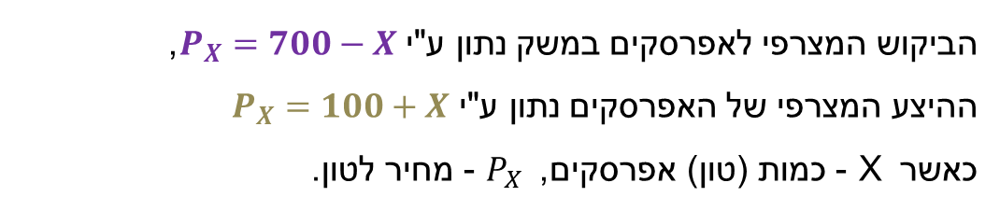 הביקוש המצרפי לאפרסקים במשק נתון ע"י P_X = 700 − X,
ההיצע המצרפי של האפרסקים נתון ע"י P_X = 100 + X
כאשר X - כמות (טון) אפרסקים, P_X - מחיר לטון.